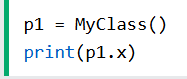 p1 = MyClass()
print(p1.x)